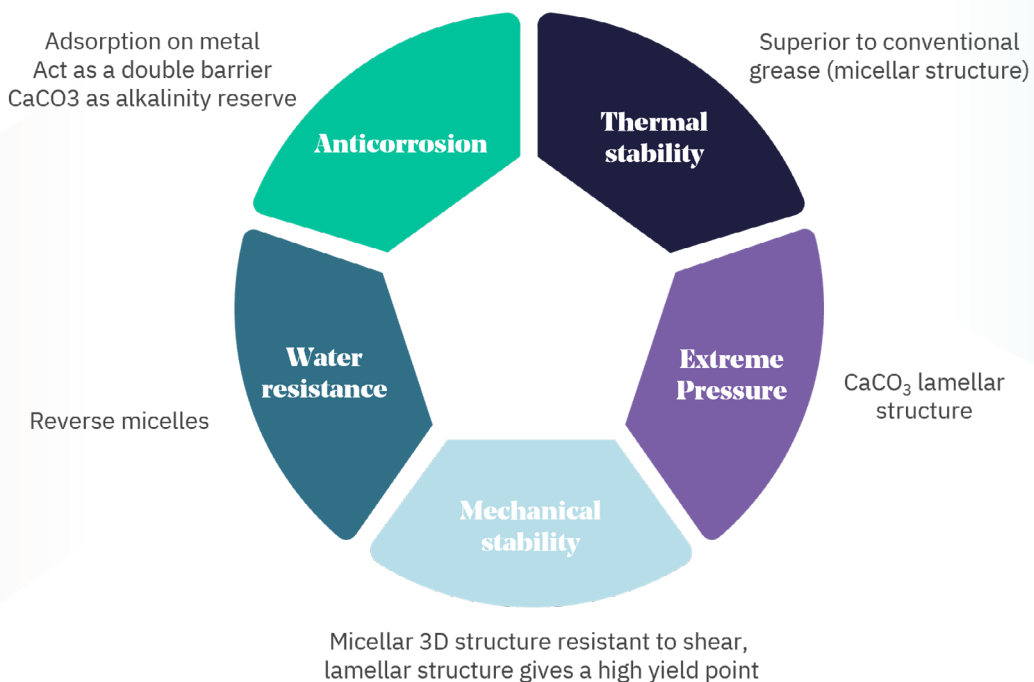 Adsorption on metal
Act as a double barrier
CaCO3 as alkalinity reserve
Anticorrosion
Superior to conventional
grease (micellar structure)
Thermal
stability
Water
resistance
Reverse micelles
Extreme
Pressure
CaCO₃ lamellar
structure
Mechanical
stability
Micellar 3D structure resistant to shear,
lamellar structure gives a high yield point